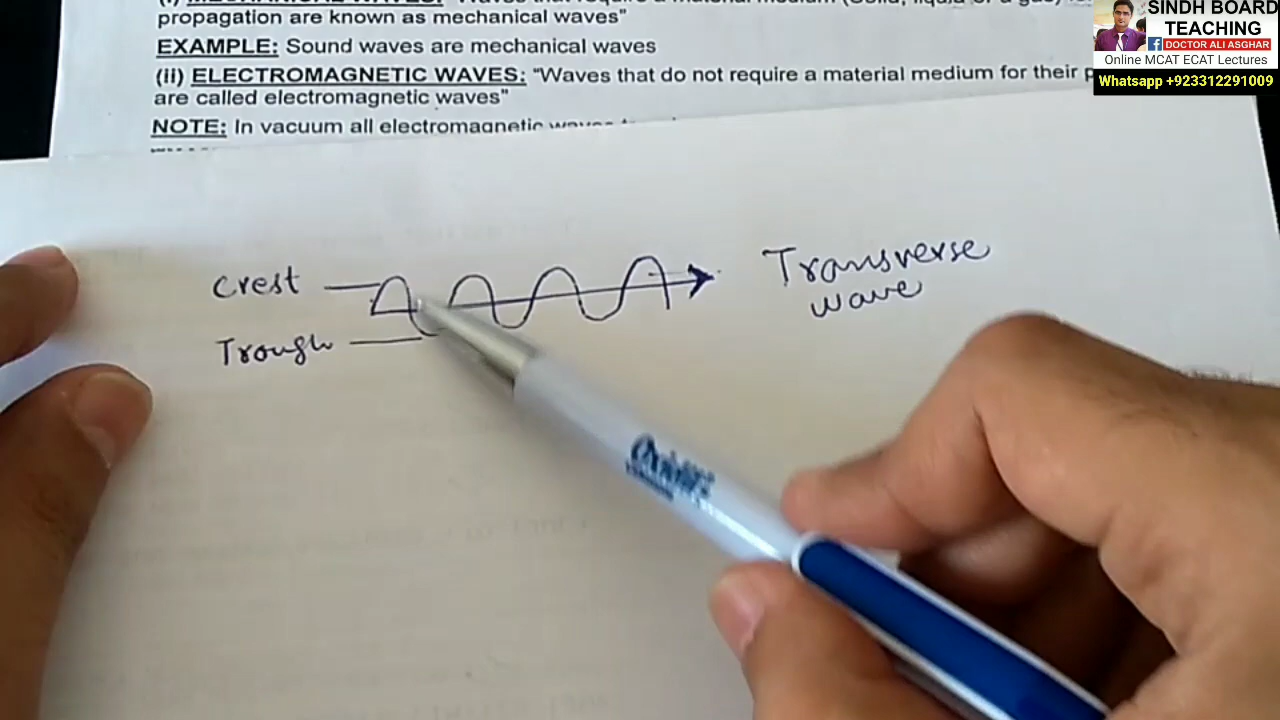 propagation are known as mechanical waves"
EXAMPLE: Sound waves are mechanical waves
(ii) ELECTROMAGNETIC WAVES: "Waves that do not require a material medium for their p
are called electromagnetic waves"
NOTE: In vacuum all electromagnetic waves
SINDH BOARD
TEACHING
DOCTOR ALI ASGHAR
Online MCAT ECAT Lectures
Whatsapp +923312291009
Crest
Trough
Transverse
wave